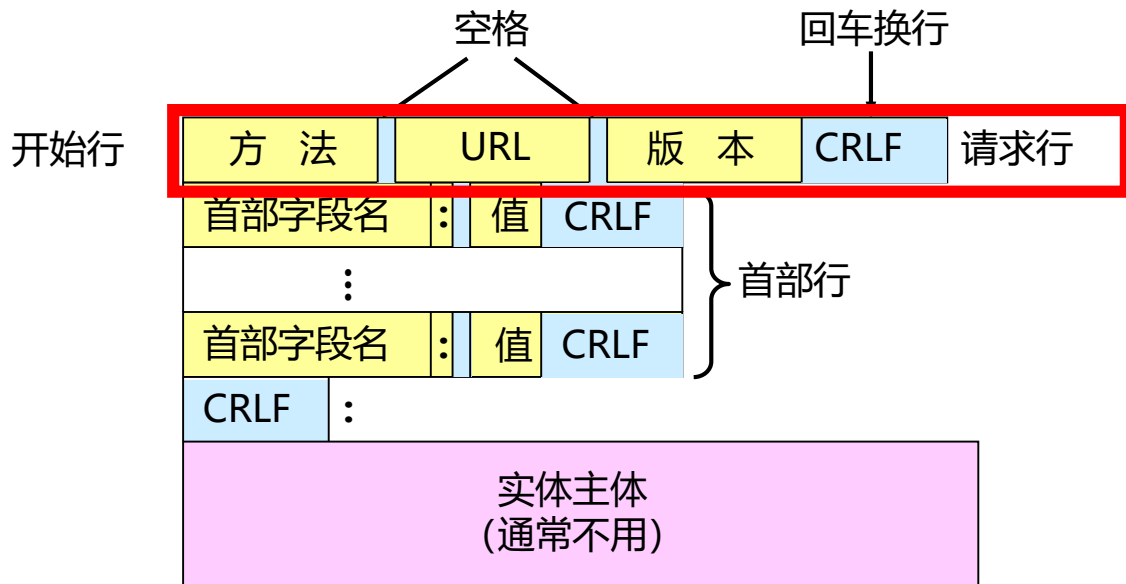 空格 回车换行
开始行 方 法 URL 版 本 CRLF 请求行
首部字段名 : 值 CRLF
⋮ 首部行
首部字段名 : 值 CRLF
CRLF :
实体主体
(通常不用)